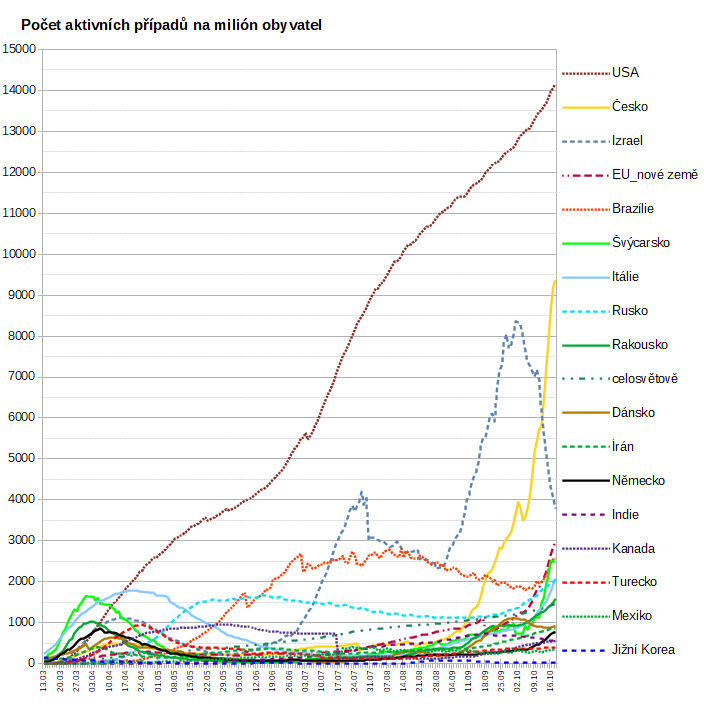 Počet aktivních případů na milión obyvatel
15000
14000
13000
12000
11000
10000
9000
8000
7000
6000
5000
4000
3000
2000
1000
0
13.03
20.03
27.03
03.04
10.04
17.04
24.04
01.05
08.05
15.05
22.05
29.05
05.06
12.06
19.06
26.06
03.07
10.07
17.07
24.07
31.07
07.08
14.08
21.08
28.08
04.09
11.09
18.09
25.09
02.10
09.10
16.10
USA
Česko
Izrael
EU_nové země
Brazílie
Švýcarsko
Itálie
Rusko
Rakousko
celosvětově
Dánsko
Írán
Německo
Indie
Kanada
Turecko
Mexiko
Jižní Korea